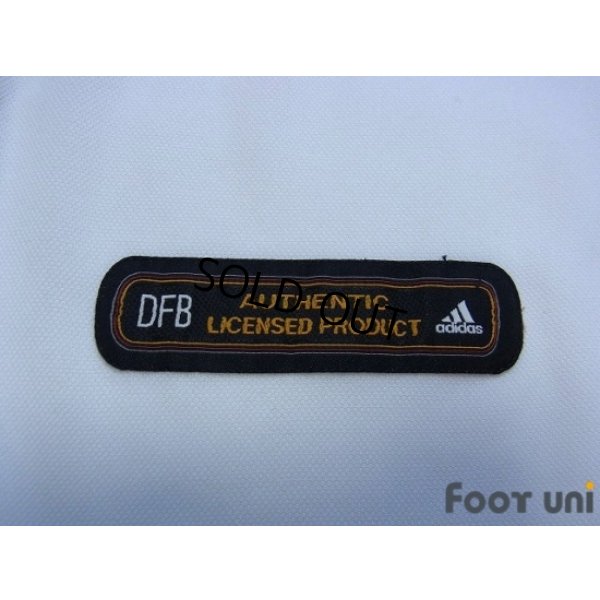 SOLD OUT
DFB
AUTHENTIC
LICENSED PRODUCT
adidas
Foot uni